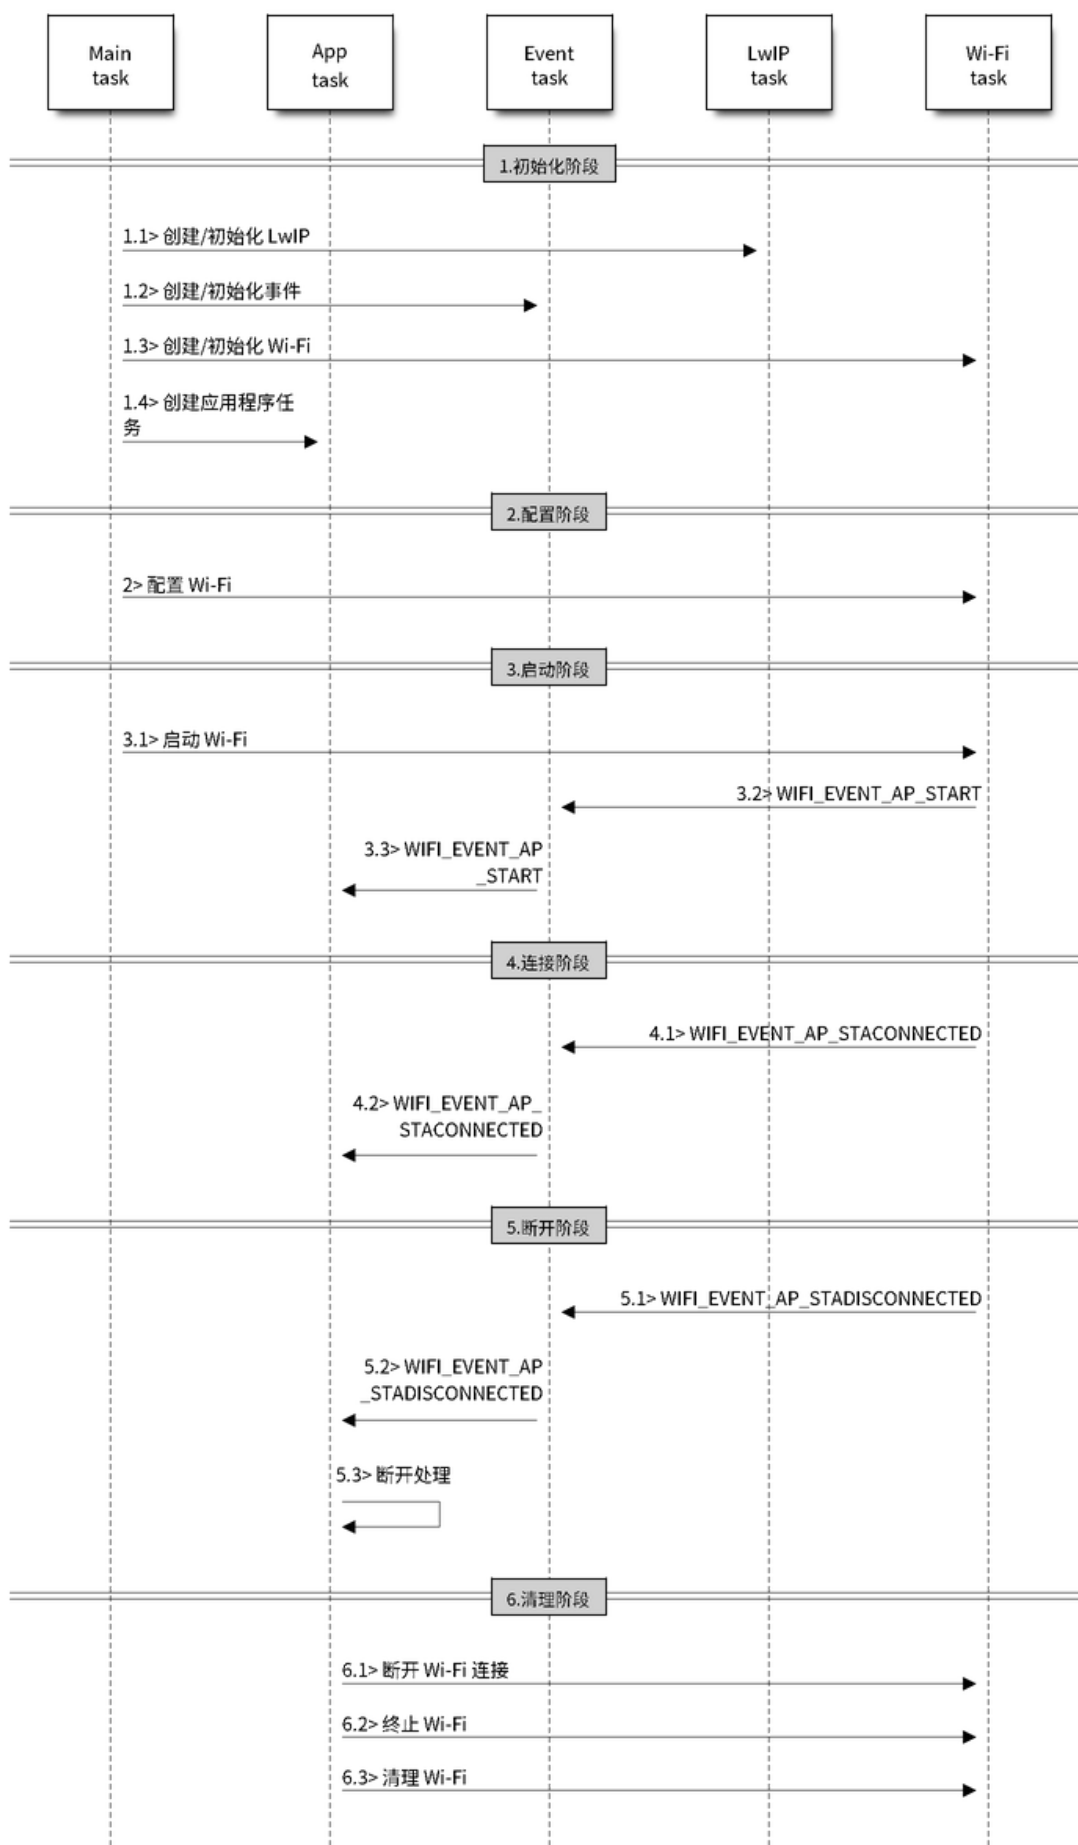 Main
task
App
task
Event
task
LwIP
task
Wi-Fi
task
1.初始化阶段
1.1> 创建/初始化 LwIP
1.2> 创建/初始化事件
1.3> 创建/初始化 Wi-Fi
1.4> 创建应用程序任
务
2.配置阶段
2> 配置 Wi-Fi
3.启动阶段
3.1> 启动 Wi-Fi
3.2> WIFI_EVENT_AP_START
3.3> WIFI_EVENT_AP
_START
4.连接阶段
4.1> WIFI_EVENT_AP_STACONNECTED
4.2> WIFI_EVENT_AP_
STACONNECTED
5.断开阶段
5.1> WIFI_EVENT_AP_STADISCONNECTED
5.2> WIFI_EVENT_AP
_STADISCONNECTED
5.3> 断开处理
6.清理阶段
6.1> 断开 Wi-Fi 连接
6.2> 终止 Wi-Fi
6.3> 清理 Wi-Fi